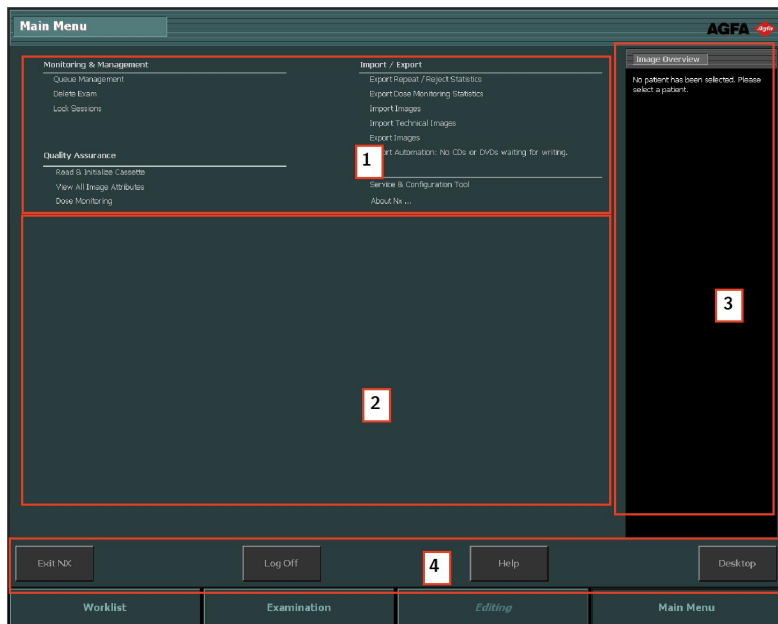 Main Menu
AGFA
Monitoring & Management
Queue Management
Delete Exam
Lock Sessions
Quality Assurance
Read & Initialize Cassette
View All Image Attributes
Dose Monitoring
Import / Export
Export Repeat / Reject Statistics
Export Dose Monitoring Statistics
Import Images
Import Technical Images
Export Images
Automation: No CDs or DVDs waiting for writing.
Service & Configuration Tool
About Nx ...
1
2
Image Overview
No patient has been selected. Please
select a patient.
3
Exit NX
Log Off
4
Help
Desktop
Worklist
Examination
Editing
Main Menu